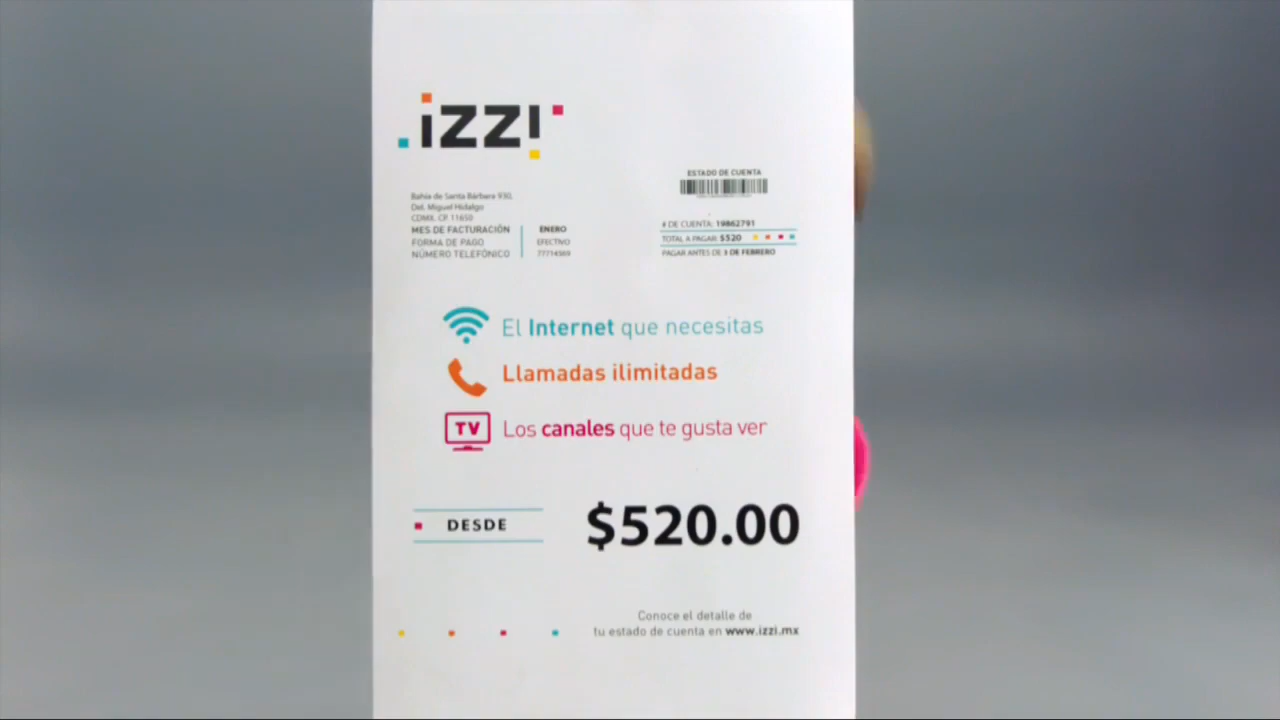 izzi
ESTADO DE CUENTA
Bahía de Santa Bárbara 930,
Del. Miguel Hidalgo
CDMX. CP. 11650
MES DE FACTURACIÓN ENERO
FORMA DE PAGO EFECTIVO
NÚMERO TELEFÓNICO 77714569
# DE CUENTA: 19862791
TOTAL A PAGAR: $520
PAGAR ANTES DE 3 DE FEBRERO
El Internet que necesitas
Llamadas ilimitadas
TV Los canales que te gusta ver
DESDE $520.00
Conoce el detalle de
tu estado de cuenta en www.izzi.mx